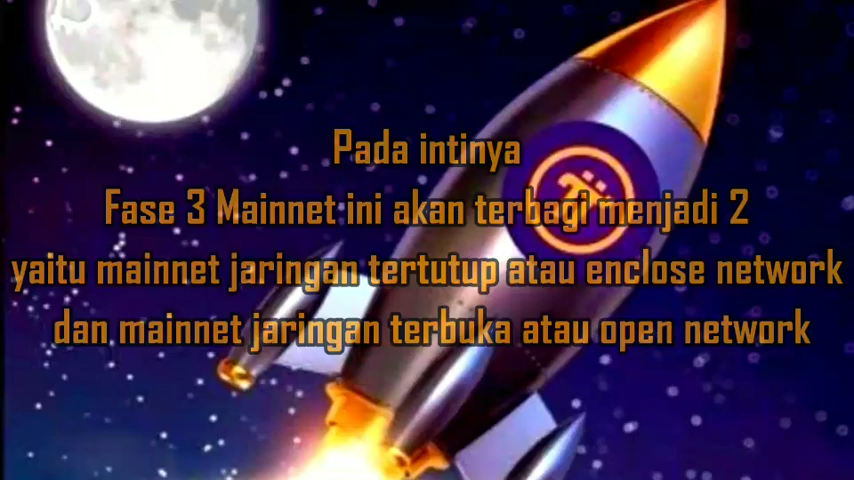 Pada intinya
Fase 3 Mainnet ini akan terbagi menjadi 2
yaitu mainnet jaringan tertutup atau enclose network
dan mainnet jaringan terbuka atau open network